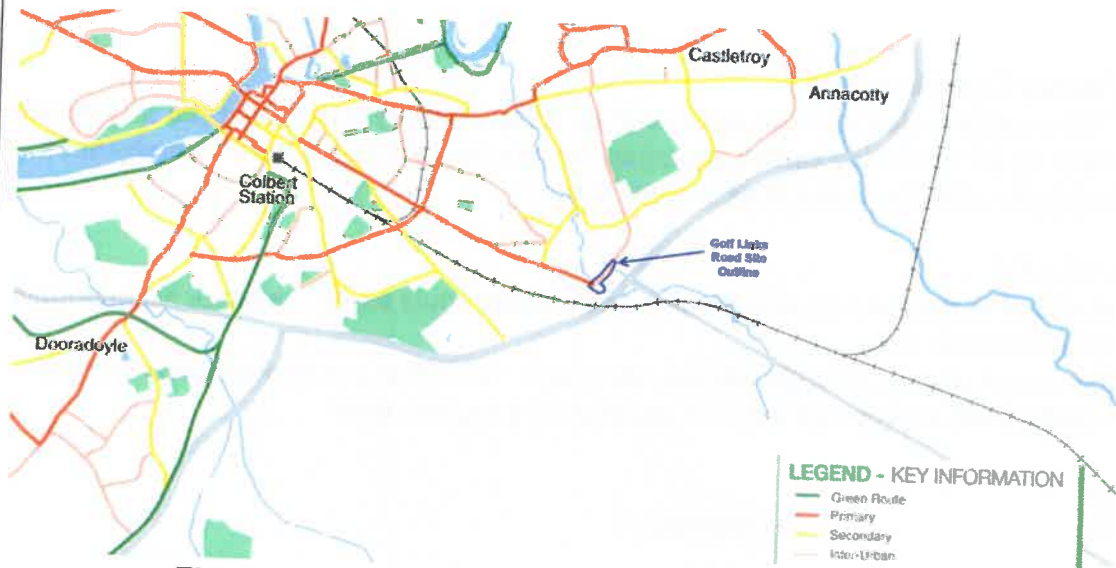 Castletroy
Annacotty
Colbert
Station
Golf Links
Road Site
Outline
Dooradoyle
LEGEND - KEY INFORMATION
Green Route
Primary
Secondary
Inter-Urban